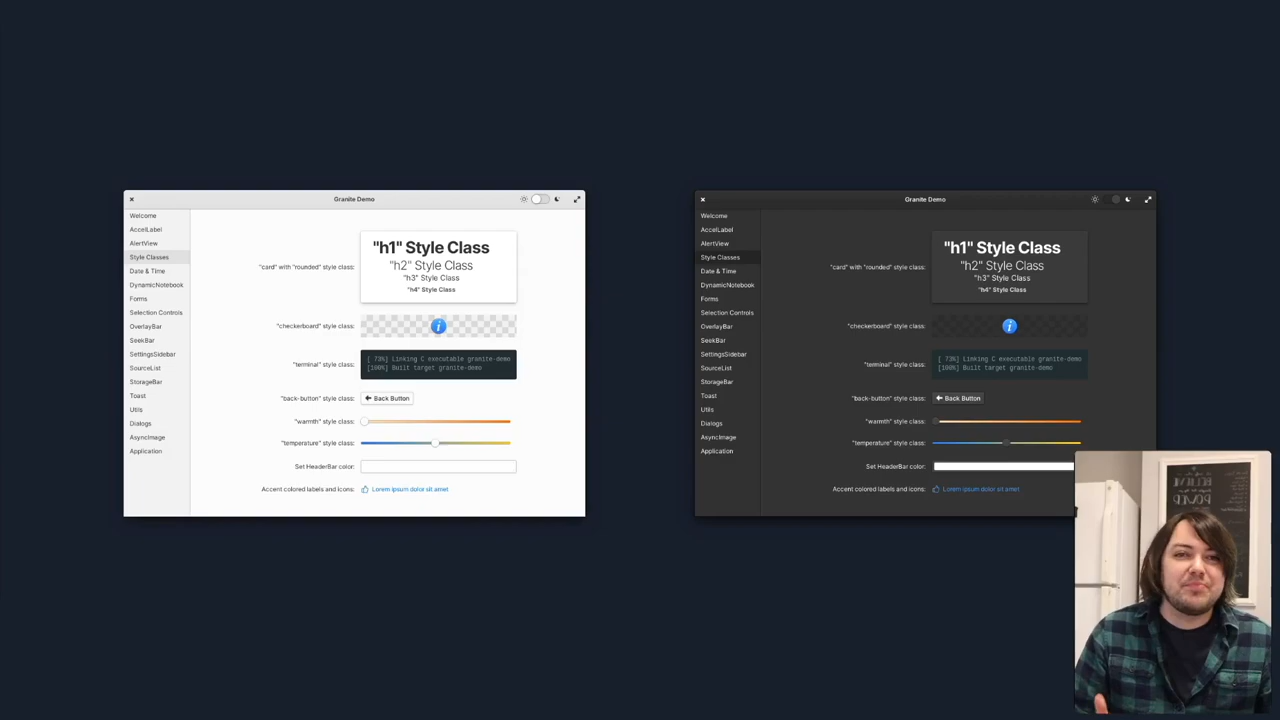 Granite Demo
Welcome
AccelLabel
AlertView
Style Classes
Date & Time
DynamicNotebook
Forms
Selection Controls
OverlayBar
SeekBar
SettingsSidebar
SourceList
StorageBar
Toast
Utils
Dialogs
AsyncImage
Application
"card" with "rounded" style class:
"h1" Style Class
"h2" Style Class
"h3" Style Class
"h4" Style Class
"checkerboard" style class:
"terminal" style class:
[ 73%] Linking C executable granite-demo
[100%] Built target granite-demo
"back-button" style class:
Back Button
"warmth" style class:
"temperature" style class:
Set HeaderBar color:
Accent colored labels and icons:
Lorem ipsum dolor sit amet
Granite Demo
Welcome
AccelLabel
AlertView
Style Classes
Date & Time
DynamicNotebook
Forms
Selection Controls
OverlayBar
SeekBar
SettingsSidebar
SourceList
StorageBar
Toast
Utils
Dialogs
AsyncImage
Application
"card" with "rounded" style class:
"h1" Style Class
"h2" Style Class
"h3" Style Class
"h4" Style Class
"checkerboard" style class:
"terminal" style class:
[ 73%] Linking C executable granite-demo
[100%] Built target granite-demo
"back-button" style class:
Back Button
"warmth" style class:
"temperature" style class:
Set HeaderBar color:
Accent colored labels and icons:
Lorem ipsum dolor sit amet